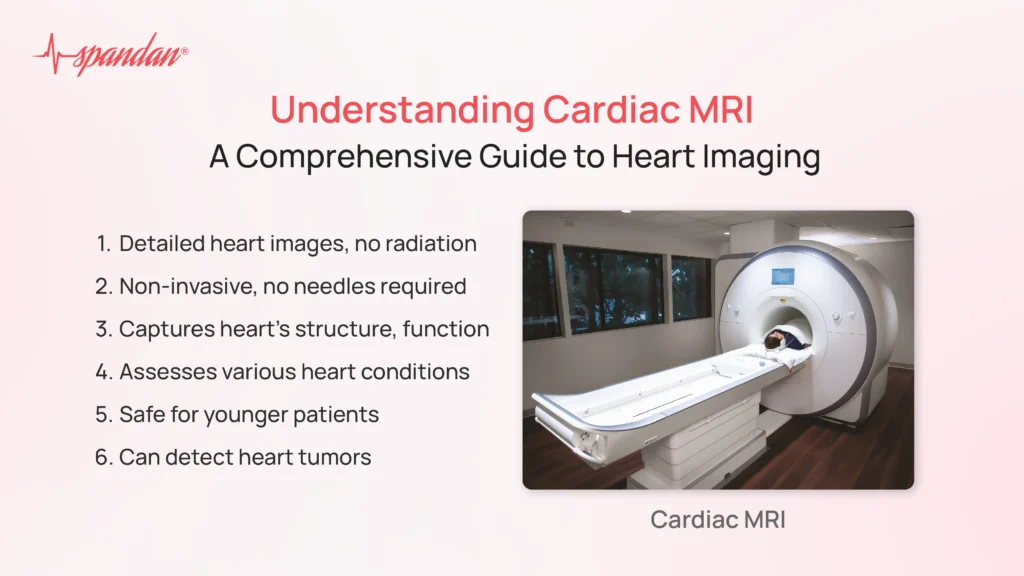 spandan®
Understanding Cardiac MRI
A Comprehensive Guide to Heart Imaging
1. Detailed heart images, no radiation
2. Non-invasive, no needles required
3. Captures heart's structure, function
4. Assesses various heart conditions
5. Safe for younger patients
6. Can detect heart tumors
Cardiac MRI